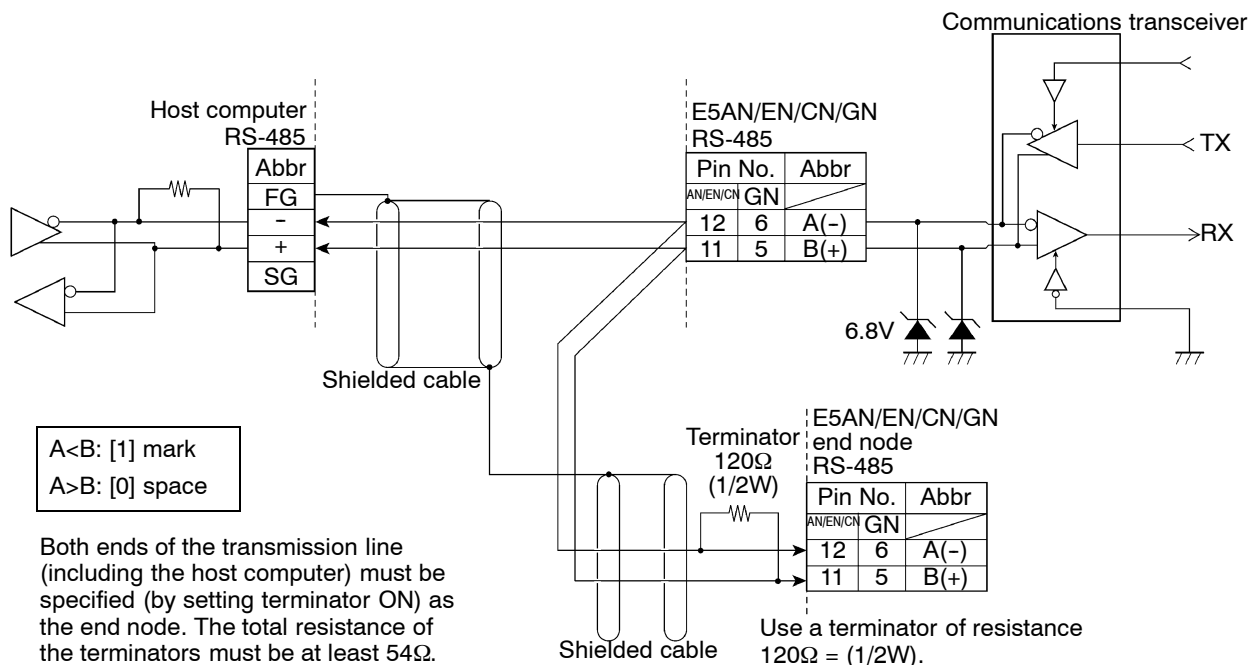 Communications transceiver
TX
RX
Host computer
RS-485
Abbr
FG
−
+
SG
E5AN/EN/CN/GN
RS-485
Pin No. Abbr
AN/EN/CN GN
12 6 A(−)
11 5 B(+)
6.8V
Shielded cable
A<B: [1] mark
A>B: [0] space
Terminator
120Ω
(1/2W)
E5AN/EN/CN/GN
end node
RS-485
Pin No. Abbr
AN/EN/CN GN
12 6 A(−)
11 5 B(+)
Both ends of the transmission line
(including the host computer) must be
specified (by setting terminator ON) as
the end node. The total resistance of
the terminators must be at least 54Ω.
Shielded cable
Use a terminator of resistance
120Ω = (1/2W).